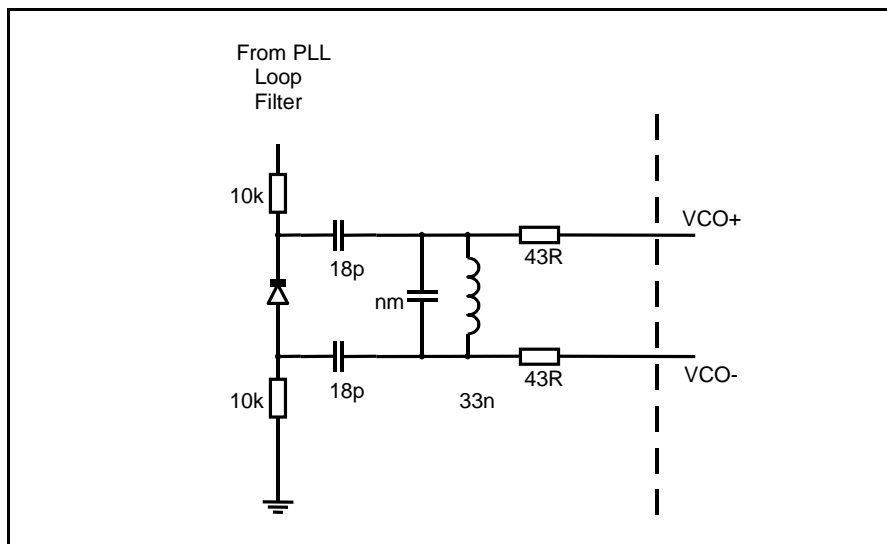 From PLL
Loop
Filter
10k
VCO+
18p
43R
nm
VCO-
10k
18p
43R
33n